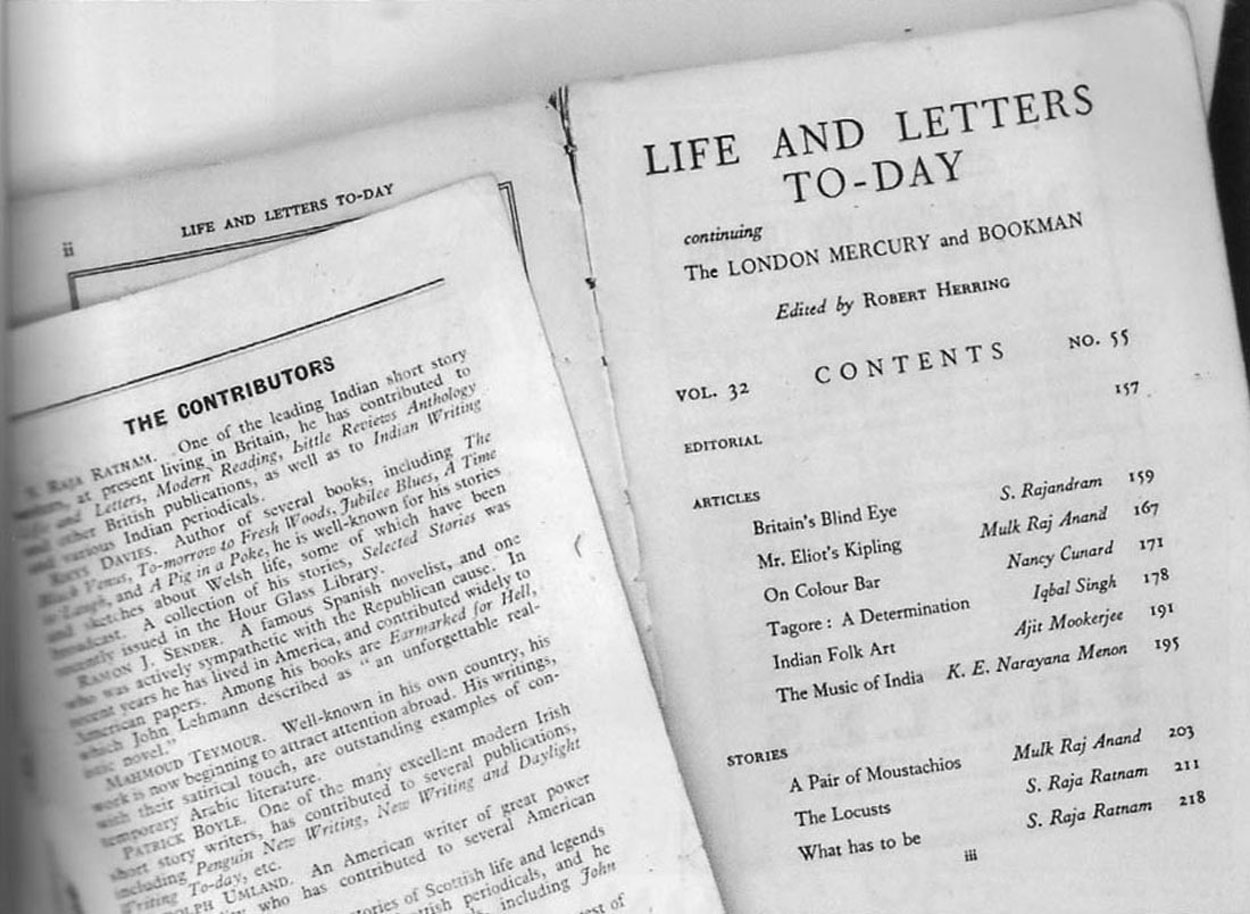 ii
LIFE AND LETTERS TO-DAY
THE CONTRIBUTORS
RAJA RATNAM. One of the leading Indian short story
at present living in Britain, he has contributed to
and Letters, Modern Reading, Little Reviews Anthology
and other British publications, as well as to Indian Writing
and various Indian periodicals.
RHYS DAVIES. Author of several books, including The
Black Venus, To-morrow to Fresh Woods, Jubilee Blues, A Time
to Laugh, and A Pig in a Poke, he is well-known for his stories
and sketches about Welsh life, some of which have been
broadcast. A collection of his stories, Selected Stories was
recently issued in the Hour Glass Library.
RAMON J. SENDER. A famous Spanish novelist, and one
who was actively sympathetic with the Republican cause. In
recent years he has lived in America, and contributed widely to
American papers. Among his books are Earmarked for Hell,
which John Lehmann described as "an unforgettable real-
istic novel."
MAHMOUD TEYMOUR. Well-known in his own country, his
work is now beginning to attract attention abroad. His writings,
with their satirical touch, are outstanding examples of con-
temporary Arabic literature.
PATRICK BOYLE. One of the many excellent modern Irish
short story writers, has contributed to several publications,
including Penguin New Writing, New Writing and Daylight
Writing To-day, etc.
UMLAND. An American writer of great power
who has contributed to several American
stories of Scottish life and legends
periodicals, and he
including John
of
LIFE AND LETTERS
TO-DAY
continuing
The LONDON MERCURY and BOOKMAN
Edited by ROBERT HERRING
VOL. 32 CONTENTS NO. 55
EDITORIAL 157
ARTICLES
Britain's Blind Eye S. Rajandram 159
Mr. Eliot's Kipling Mulk Raj Anand 167
On Colour Bar Nancy Cunard 171
Tagore: A Determination Iqbal Singh 178
Indian Folk Art Ajit Mookerjee 191
The Music of India K. E. Narayana Menon 195
STORIES
A Pair of Moustachios Mulk Raj Anand 203
The Locusts S. Raja Ratnam 211
What has to be S. Raja Ratnam 218
iii